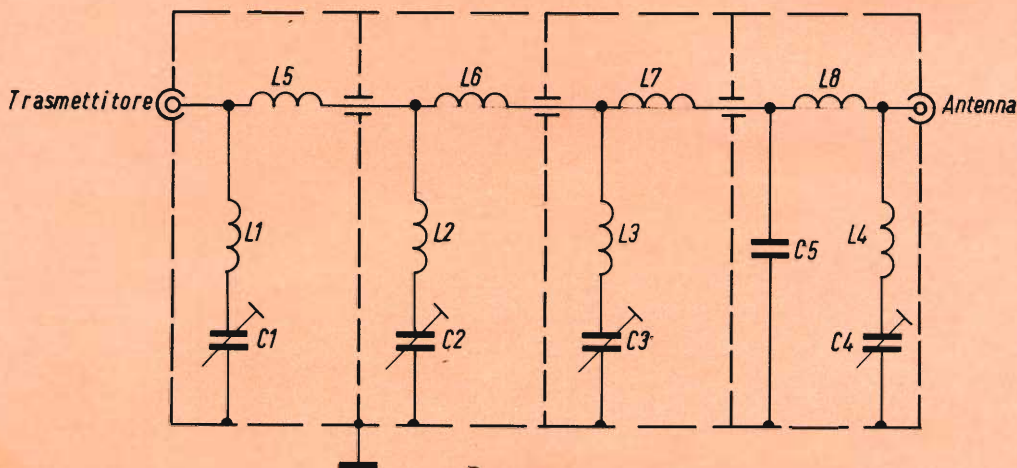 L5 L6 L7 L8
Trasmettitore Antenna
L1 L2 L3 C5 L4
C1 C2 C3 C4